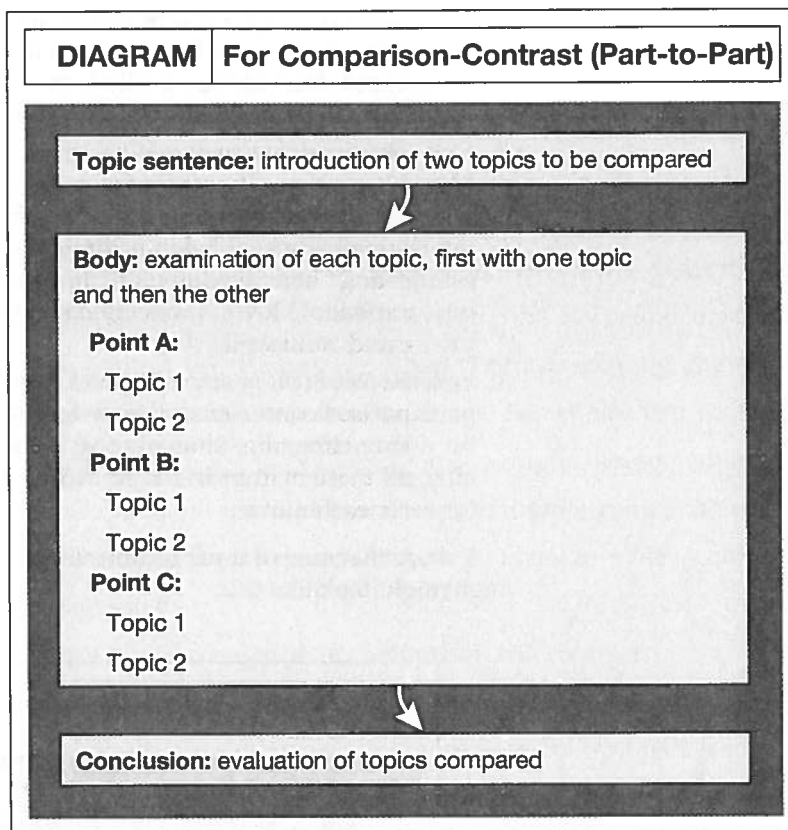 DIAGRAM For Comparison-Contrast (Part-to-Part)
Topic sentence: introduction of two topics to be compared
Body: examination of each topic, first with one topic
and then the other
Point A:
Topic 1
Topic 2
Point B:
Topic 1
Topic 2
Point C:
Topic 1
Topic 2
Conclusion: evaluation of topics compared